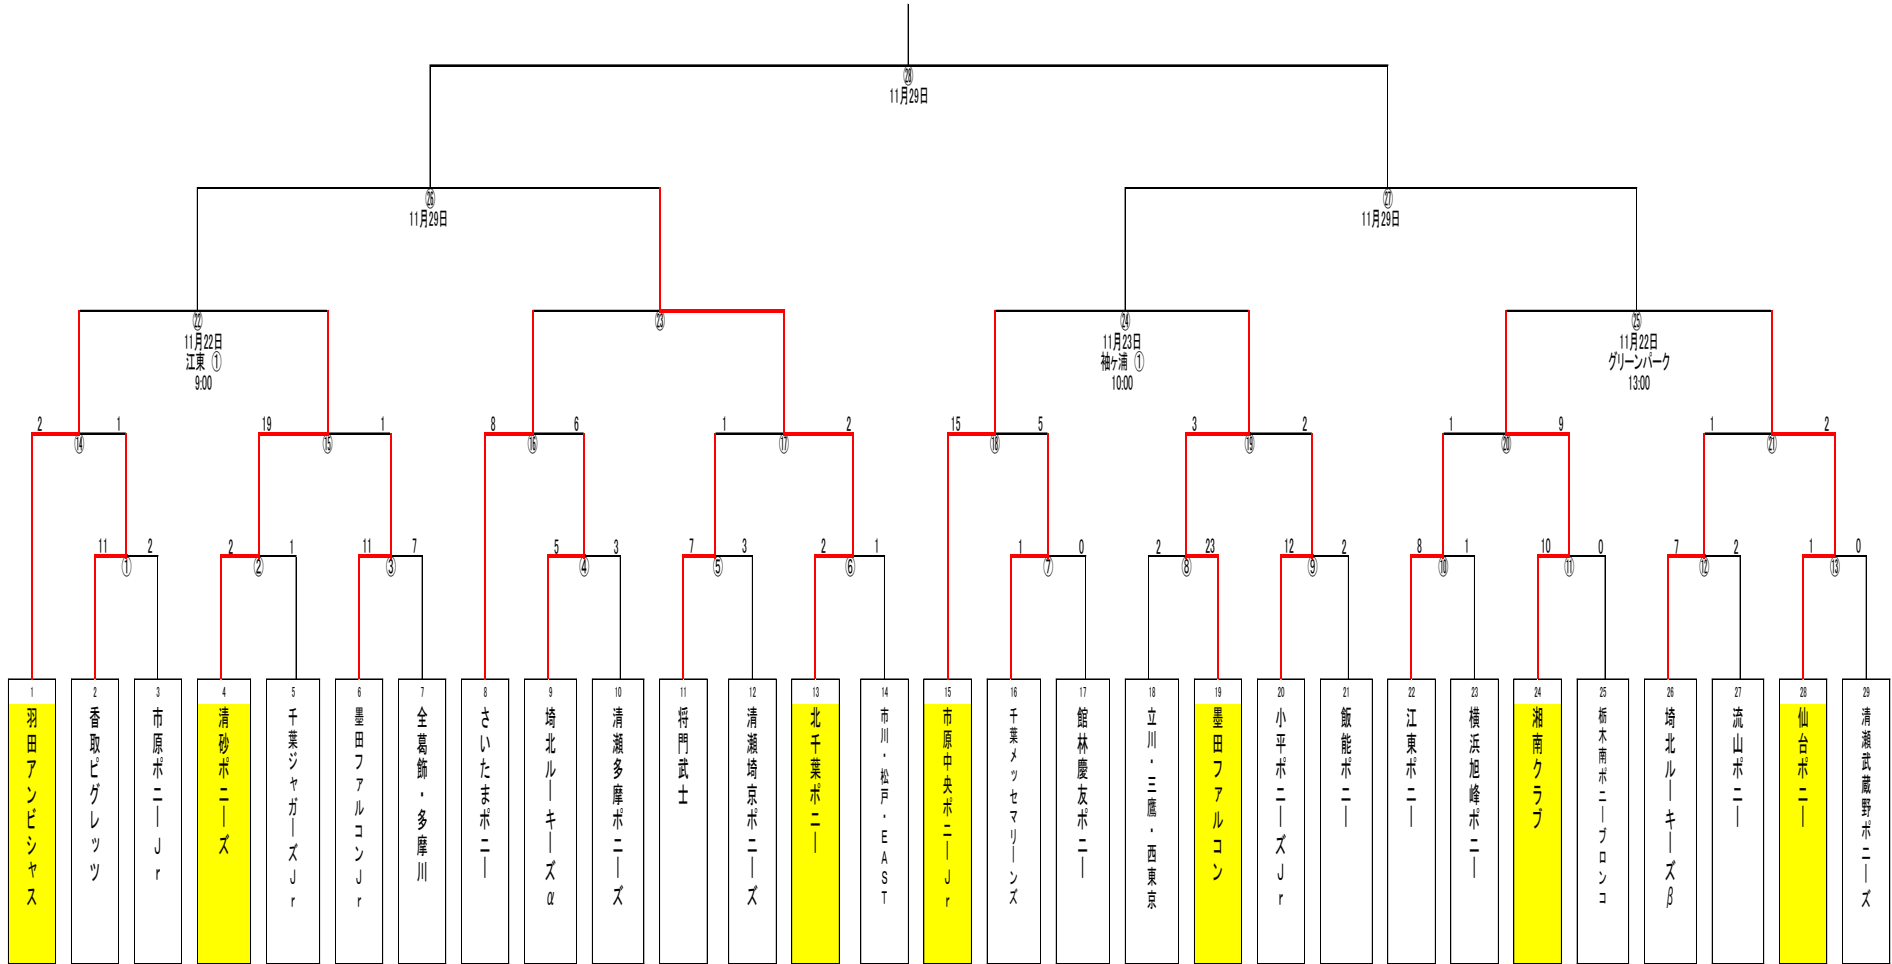 ㉘
11月29日
㉖
11月29日
㉗
11月29日
㉒
11月22日
江東 ①
9:00
㉓
㉔
11月23日
袖ヶ浦 ①
10:00
㉕
11月22日
グリーンパーク
13:00
2 1 19 1 8 6 1 2 15 5 3 2 1 9 1 2
⑭ ⑮ ⑯ ⑰ ⑱ ⑲ ⑳ ㉑
11 2 2 1 11 7 5 3 7 3 2 1 1 0 2 23 12 2 8 1 10 0 7 2 1 0
① ② ③ ④ ⑤ ⑥ ⑦ ⑧ ⑨ ⑩ ⑪ ⑫ ⑬
1 羽田アンビシャス
2 香取ピグレッツ
3 市原ポニーJr
4 清砂ポニーズ
5 千葉ジャガーズJr
6 墨田ファルコンJr
7 全葛飾・多摩川
8 さいたまポニー
9 埼北ルーキーズα
10 清瀬多摩ポニーズ
11 将門武士
12 清瀬埼京ポニーズ
13 北千葉ポニー
14 市川・松戸・EAST
15 市原中央ポニーJr
16 千葉メッセマリーンズ
17 館林慶友ポニー
18 立川・三鷹・西東京
19 墨田ファルコン
20 小平ポニーズJr
21 飯能ポニー
22 江東ポニー
23 横浜旭峰ポニー
24 湘南クラブ
25 栃木南ポニーブロンコ
26 埼北ルーキーズβ
27 流山ポニー
28 仙台ポニー
29 清瀬武蔵野ポニーズ